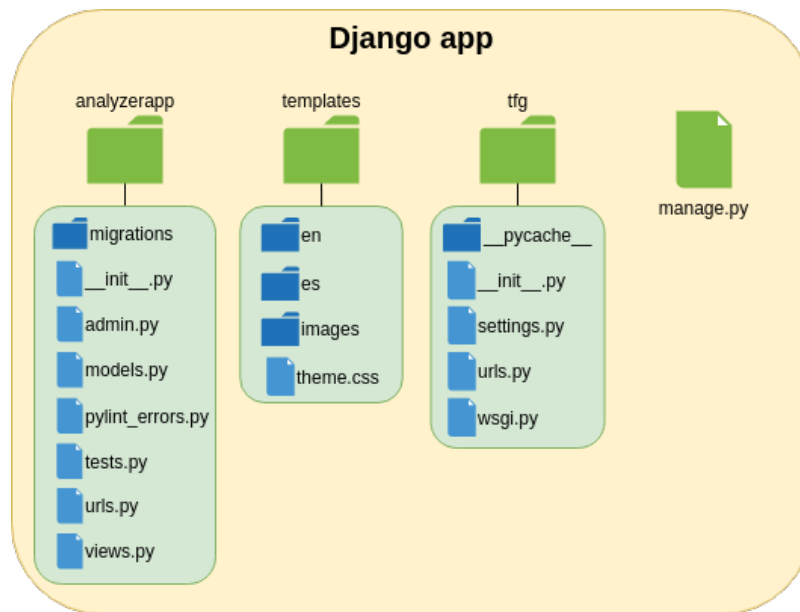 Django app
analyzerapp
migrations
__init__.py
admin.py
models.py
pylint_errors.py
tests.py
urls.py
views.py
templates
en
es
images
theme.css
tfg
__pycache__
__init__.py
settings.py
urls.py
wsgi.py
manage.py